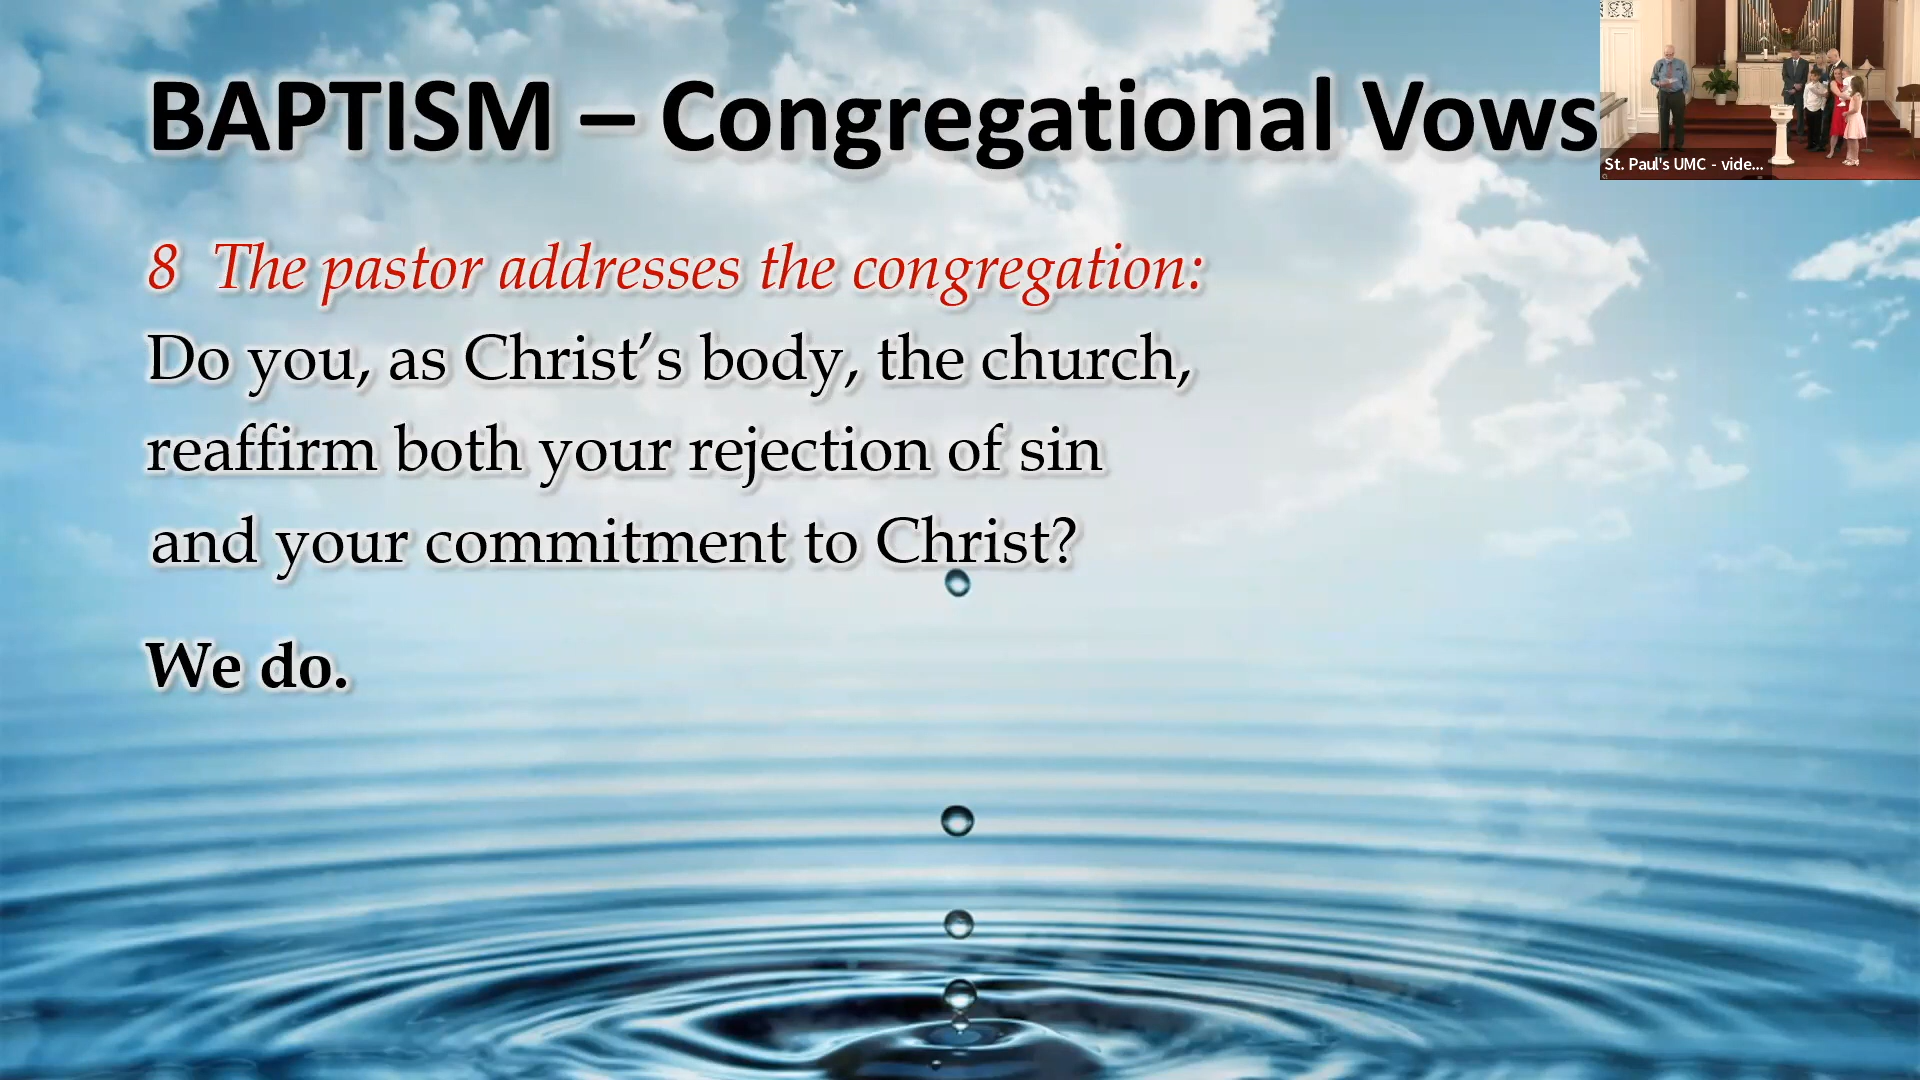 BAPTISM – Congregational Vows
St. Paul's UMC - vide...
8 The pastor addresses the congregation:
Do you, as Christ’s body, the church,
reaffirm both your rejection of sin
and your commitment to Christ?
We do.